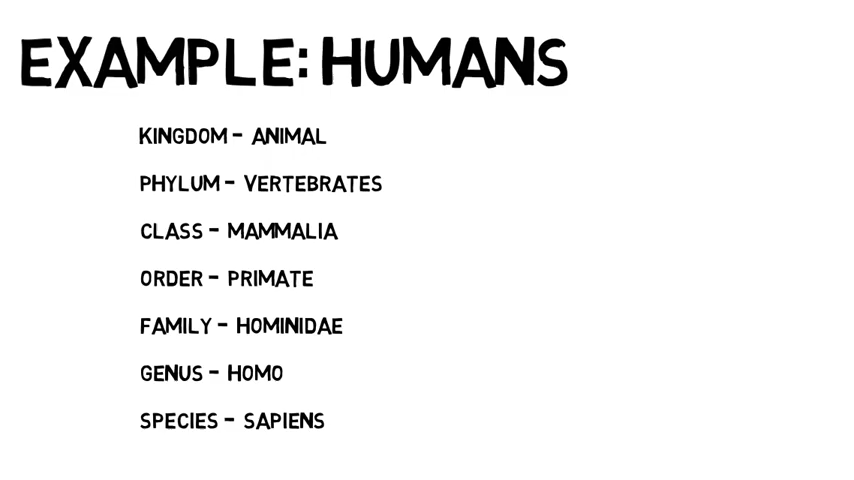 EXAMPLE: HUMANS
KINGDOM - ANIMAL
PHYLUM - VERTEBRATES
CLASS - MAMMALIA
ORDER - PRIMATE
FAMILY - HOMINIDAE
GENUS - HOMO
SPECIES - SAPIENS